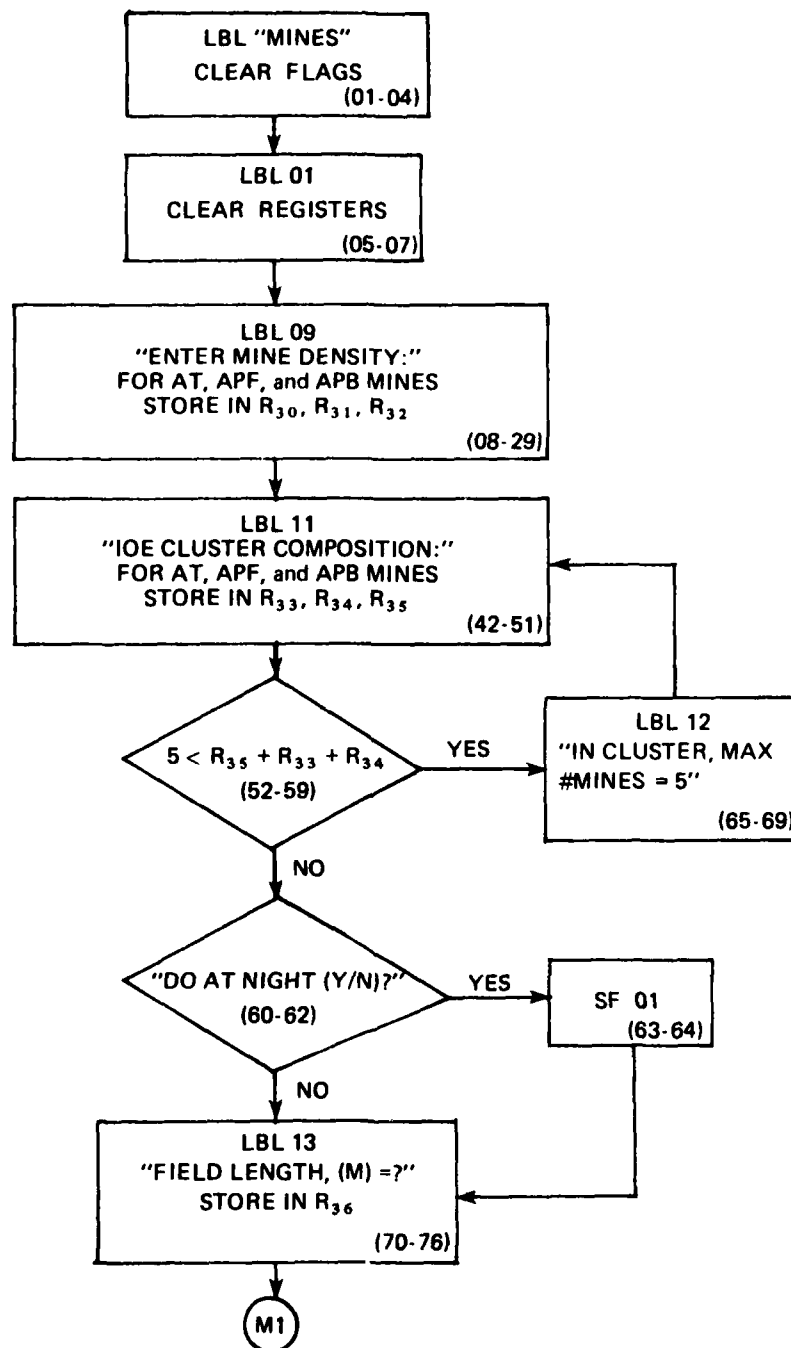 LBL "MINES"
CLEAR FLAGS
(01-04)
LBL 01
CLEAR REGISTERS
(05-07)
LBL 09
"ENTER MINE DENSITY:"
FOR AT, APF, and APB MINES
STORE IN R30, R31, R32
(08-29)
LBL 11
"IOE CLUSTER COMPOSITION:"
FOR AT, APF, and APB MINES
STORE IN R33, R34, R35
(42-51)
5 < R35 + R33 + R34
(52-59)
YES
LBL 12
"IN CLUSTER, MAX
#MINES = 5"
(65-69)
NO
"DO AT NIGHT (Y/N)?"
(60-62)
YES
SF 01
(63-64)
NO
LBL 13
"FIELD LENGTH, (M) =?"
STORE IN R36
(70-76)
M1